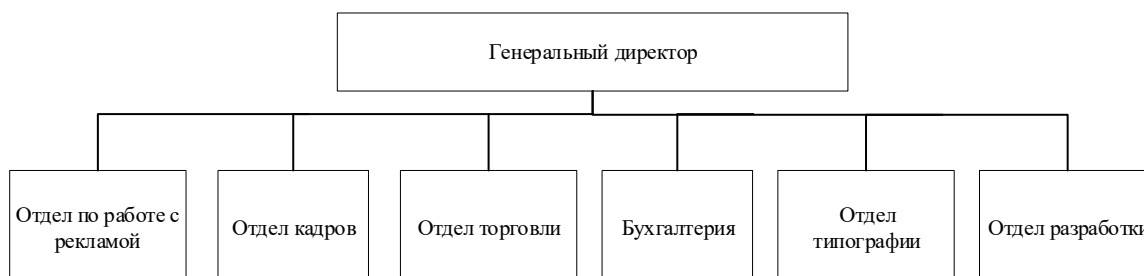 Генеральный директор
Отдел по работе с
рекламой
Отдел кадров
Отдел торговли
Бухгалтерия
Отдел
типографии
Отдел разработки